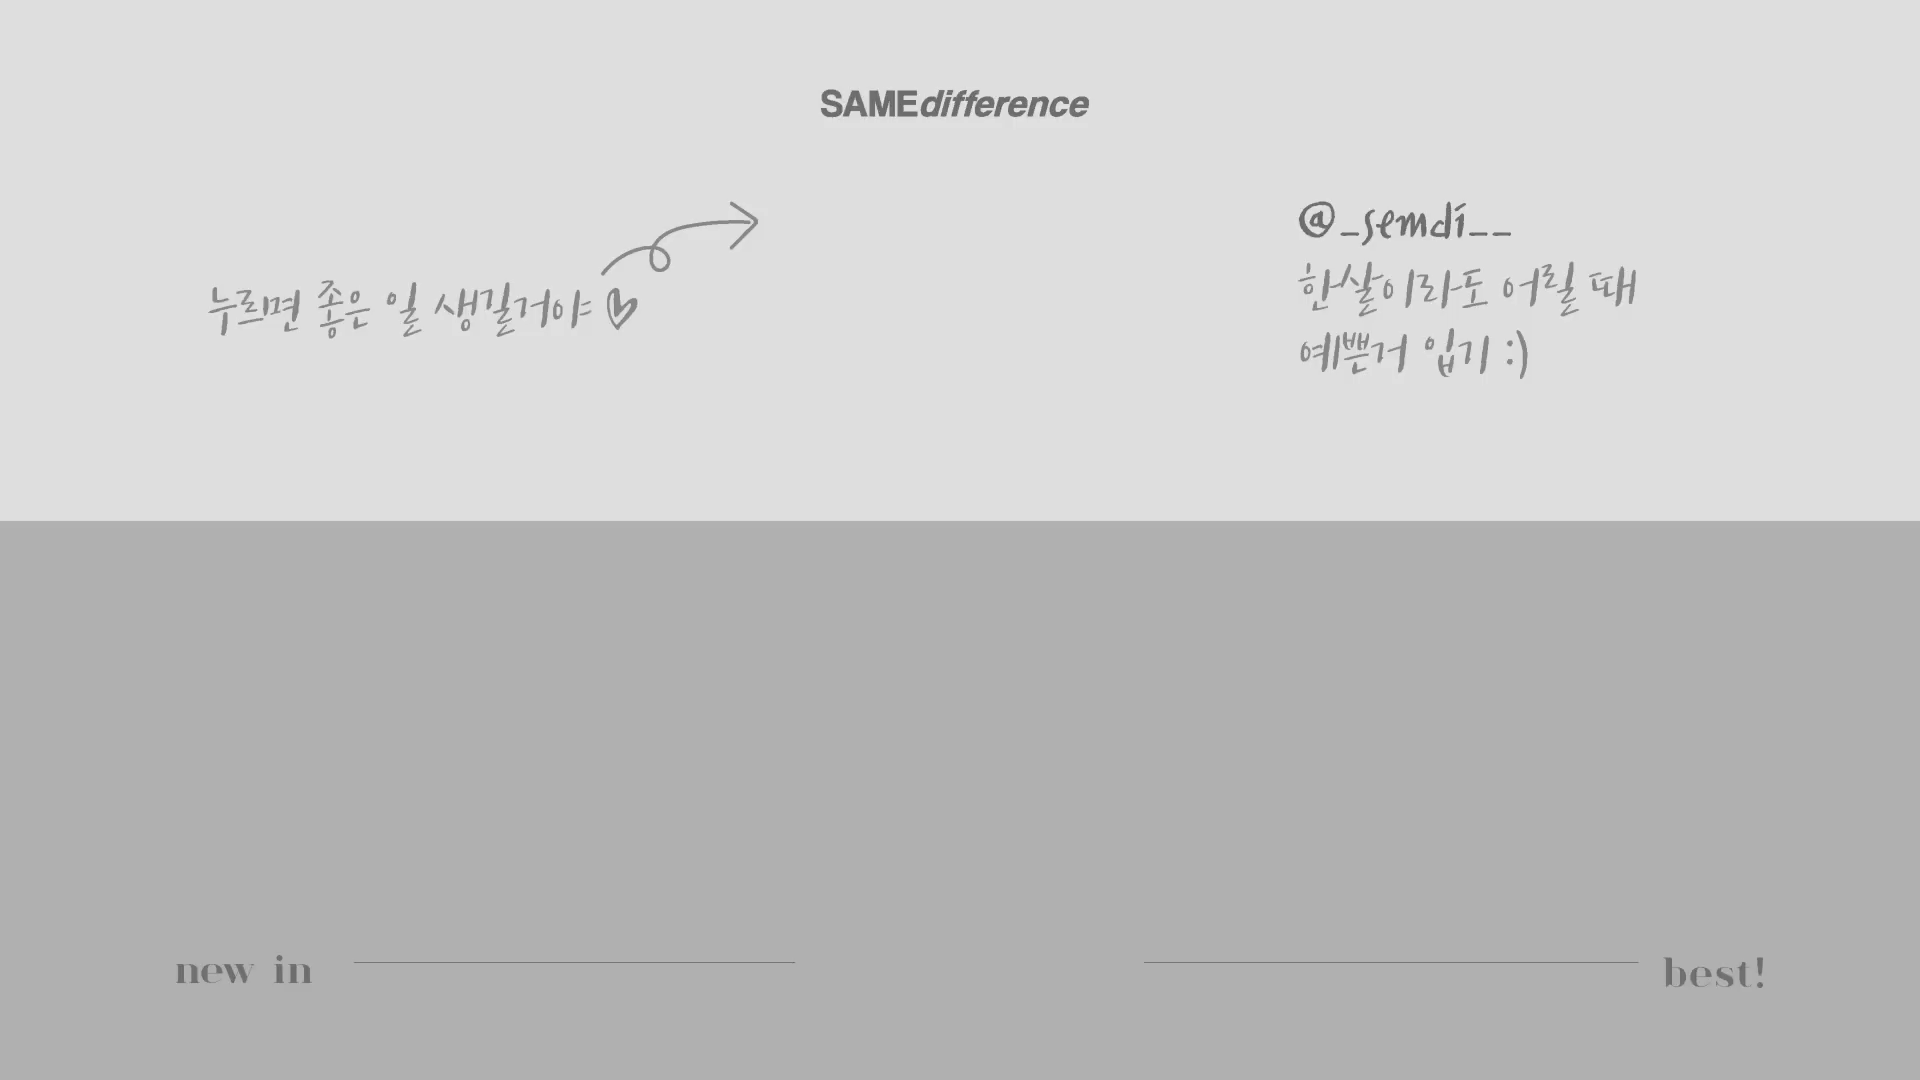 SAMEdifference
누르면 좋은 일 생길거야
@_semdi__
한살이라도 어릴 때
예쁜거 입기 :)
new in
best!